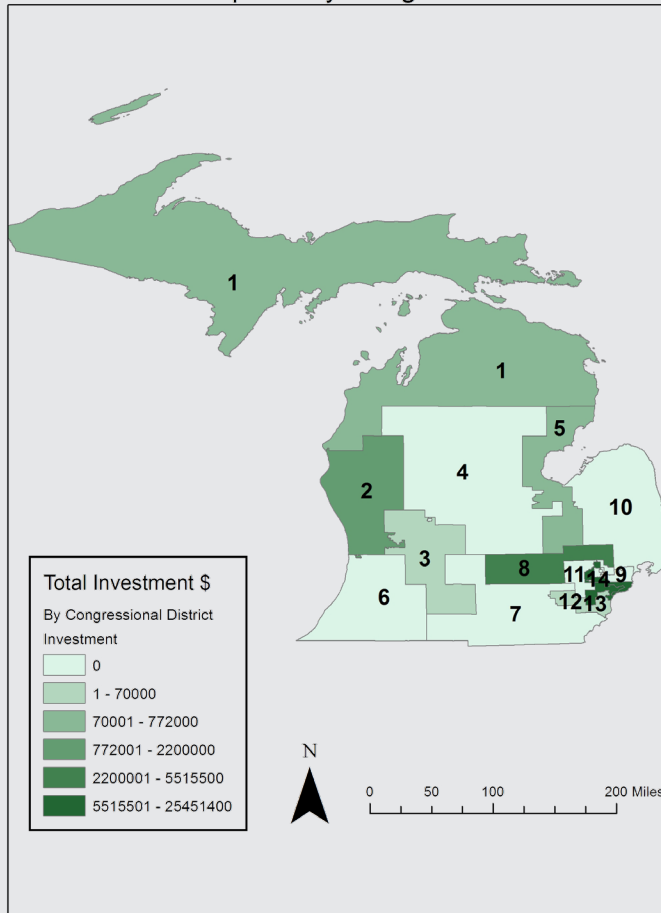 1
1
5
4
2
10
3
8
11
14
9
6
7
12
13
Total Investment $
By Congressional District
Investment
0
1 - 70000
70001 - 772000
772001 - 2200000
2200001 - 5515500
5515501 - 25451400
N
0 50 100 200 Miles